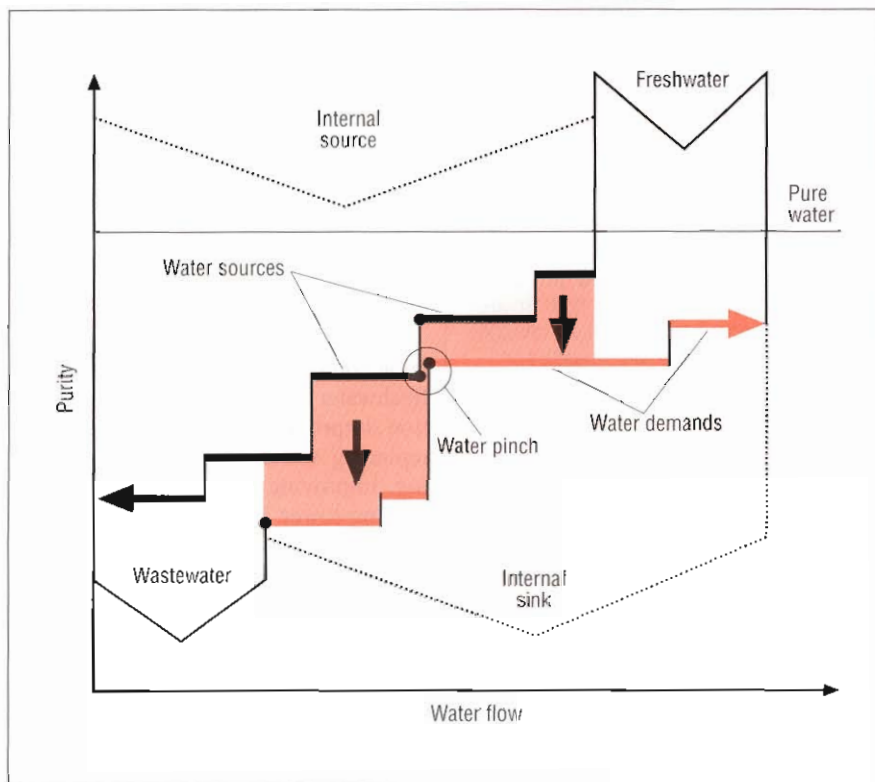 Freshwater
Internal
source
Pure
water
Water sources
Purity
Water demands
Water pinch
Wastewater
Internal
sink
Water flow